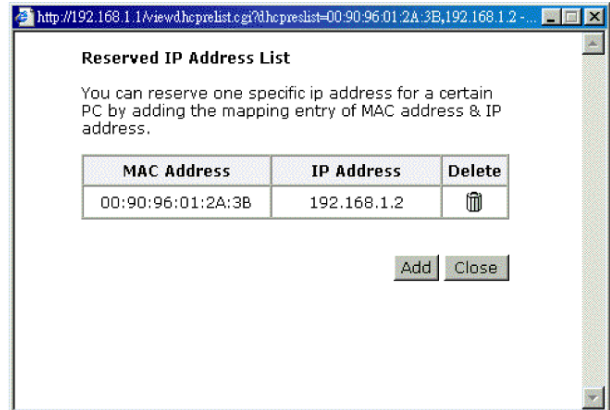 http://192.168.1.1/viewdhcprelist.cgi?dhcpreslist=00:90:96:01:2A:3B,192.168.1.2 - ...
Reserved IP Address List
You can reserve one specific ip address for a certain
PC by adding the mapping entry of MAC address & IP
address.
MAC Address IP Address Delete
00:90:96:01:2A:3B 192.168.1.2
Add Close